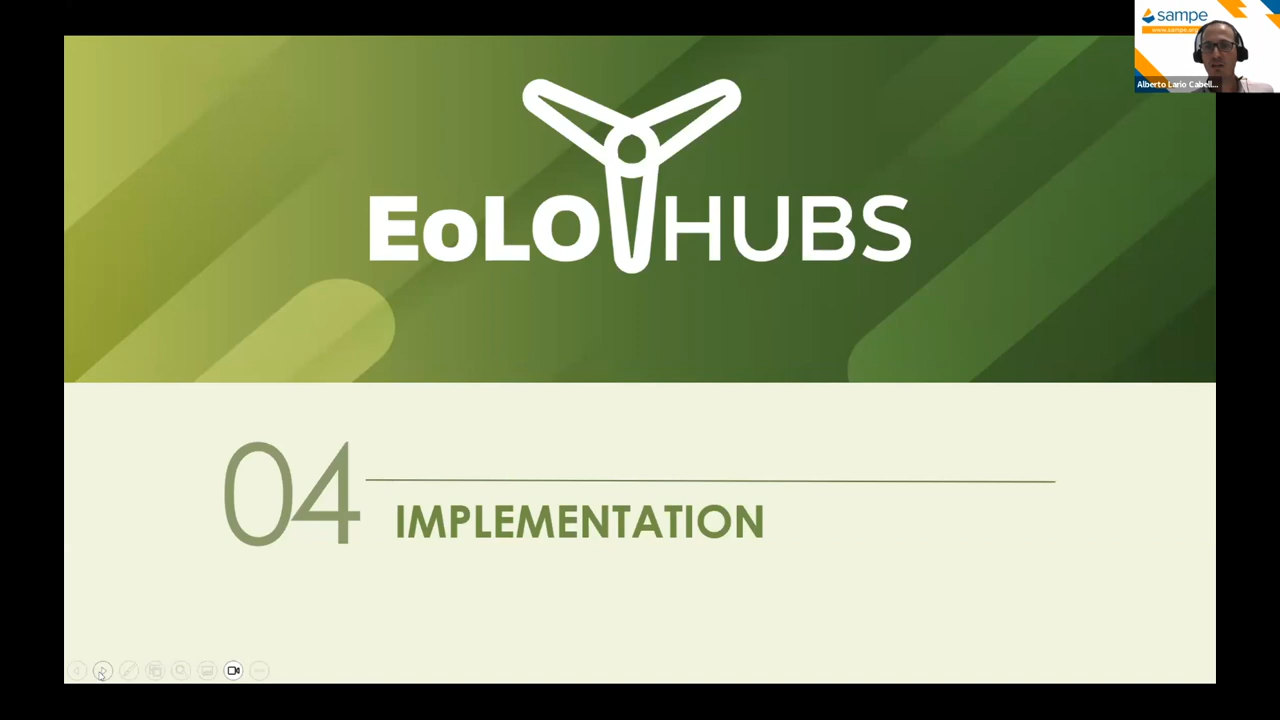 sampe
Alberto Lario Cabell...
EoLO HUBS
04
IMPLEMENTATION